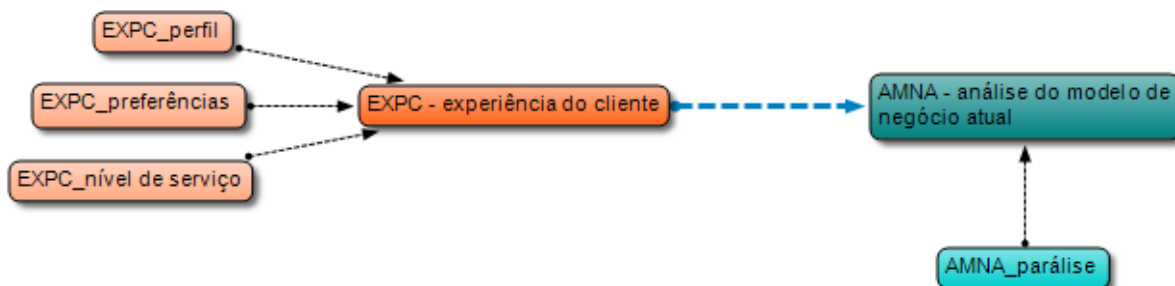 EXPC_perfil
EXPC_preferências
EXPC_nível de serviço
EXPC - experiência do cliente
AMNA - análise do modelo de
negócio atual
AMNA_parálise